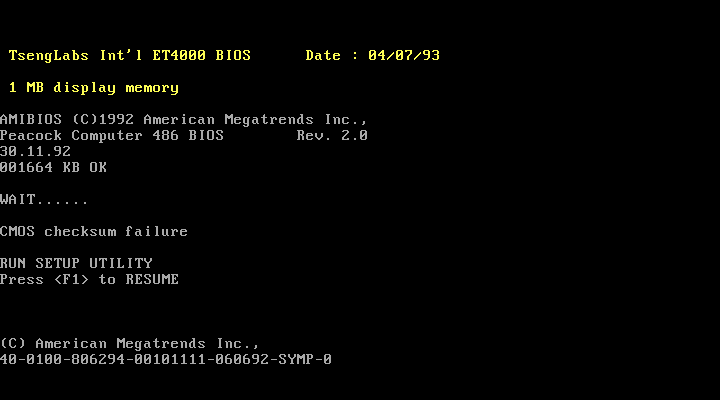 TsengLabs Int'l ET4000 BIOS      Date : 04/07/93
1 MB display memory
AMIBIOS (C)1992 American Megatrends Inc.,
Peacock Computer 486 BIOS        Rev. 2.0
30.11.92
001664 KB OK
WAIT......
CMOS checksum failure
RUN SETUP UTILITY
Press <F1> to RESUME
(C) American Megatrends Inc.,
40-0100-806294-00101111-060692-SYMP-0